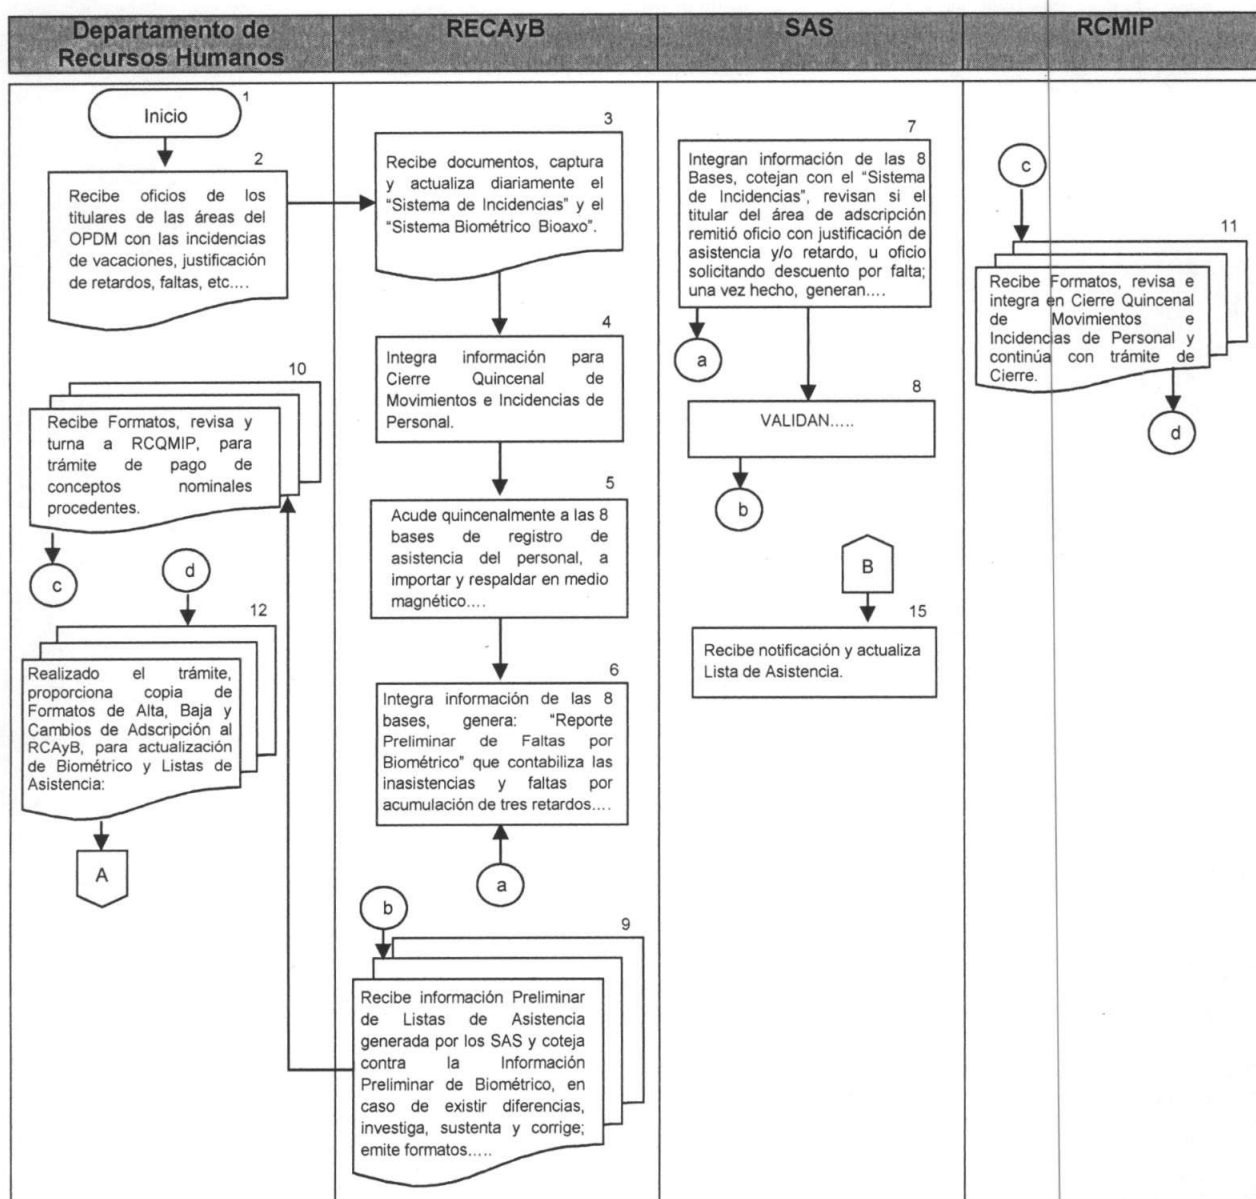 Departamento de
Recursos Humanos
RECAyB
SAS
RCMIP
1
Inicio
2
Recibe oficios de los
titulares de las áreas del
OPDM con las incidencias
de vacaciones, justificación
de retardos, faltas, etc....
10
Recibe Formatos, revisa y
turna a RCQMIP, para
trámite de pago de
conceptos nominales
procedentes.
c
d
12
Realizado el trámite,
proporciona copia de
Formatos de Alta, Baja y
Cambios de Adscripción al
RCAyB, para actualización
de Biométrico y Listas de
Asistencia:
A
3
Recibe documentos, captura
y actualiza diariamente el
“Sistema de Incidencias” y el
“Sistema Biométrico Bioaxo”.
4
Integra información para
Cierre Quincenal de
Movimientos e Incidencias de
Personal.
5
Acude quincenalmente a las 8
bases de registro de
asistencia del personal, a
importar y respaldar en medio
magnético....
6
Integra información de las 8
bases, genera: “Reporte
Preliminar de Faltas por
Biométrico” que contabiliza las
inasistencias y faltas por
acumulación de tres retardos....
a
b
9
Recibe información Preliminar
de Listas de Asistencia
generada por los SAS y coteja
contra la Información
Preliminar de Biométrico, en
caso de existir diferencias,
investiga, sustenta y corrige;
emite formatos.....
7
Integran información de las 8
Bases, cotejan con el “Sistema
de Incidencias”, revisan si el
titular del área de adscripción
remitió oficio con justificación de
asistencia y/o retardo, u oficio
solicitando descuento por falta;
una vez hecho, generan....
a
8
VALIDAN.....
b
B
15
Recibe notificación y actualiza
Lista de Asistencia.
c
11
Recibe Formatos, revisa e
integra en Cierre Quincenal
de Movimientos e
Incidencias de Personal y
continúa con trámite de
Cierre.
d